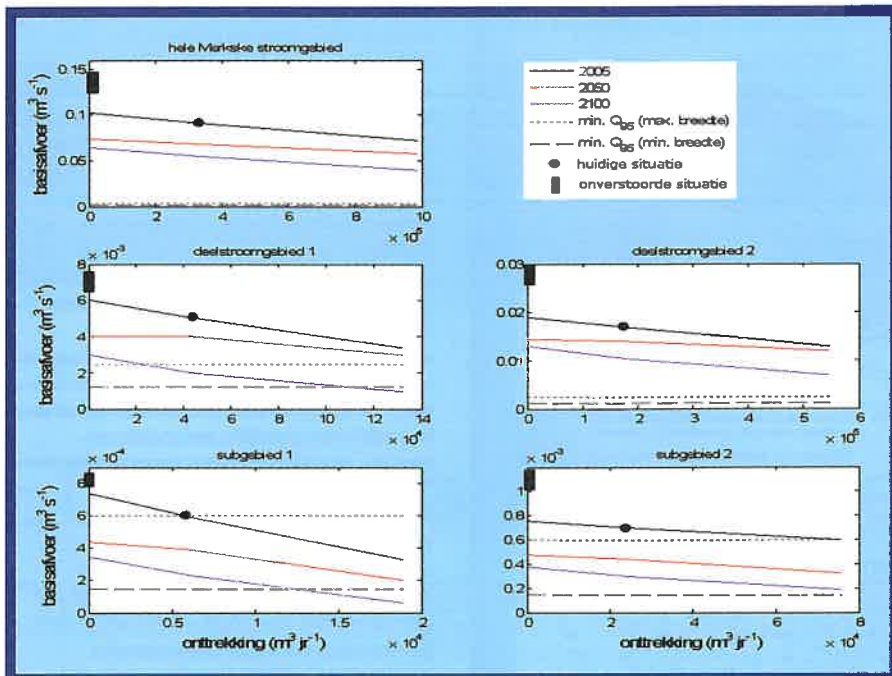 hele Markske stroomgebied
0.15
0.1
0.05
0
basisafvoer (m³ s⁻¹)
0 2 4 6 8 10
× 10⁵
2005
2050
2100
min. Q₉₅ (max. breedte)
min. Q₉₅ (min. breedte)
huidige situatie
onverstoorde situatie
deelstroomgebied 1
× 10⁻³
8
6
4
2
0
basisafvoer (m³ s⁻¹)
2 4 6 8 10 12 14
× 10⁴
deelstroomgebied 2
0.03
0.02
0.01
0
0 1 2 3 4 5 6
× 10⁵
subgebied 1
× 10⁻⁴
8
6
4
2
0
basisafvoer (m³ s⁻¹)
0 0.5 1 1.5 2
× 10⁴
onttrekking (m³ jr⁻¹)
subgebied 2
× 10⁻³
1
0.8
0.6
0.4
0.2
0
0 2 4 6 8
× 10⁴
onttrekking (m³ jr⁻¹)